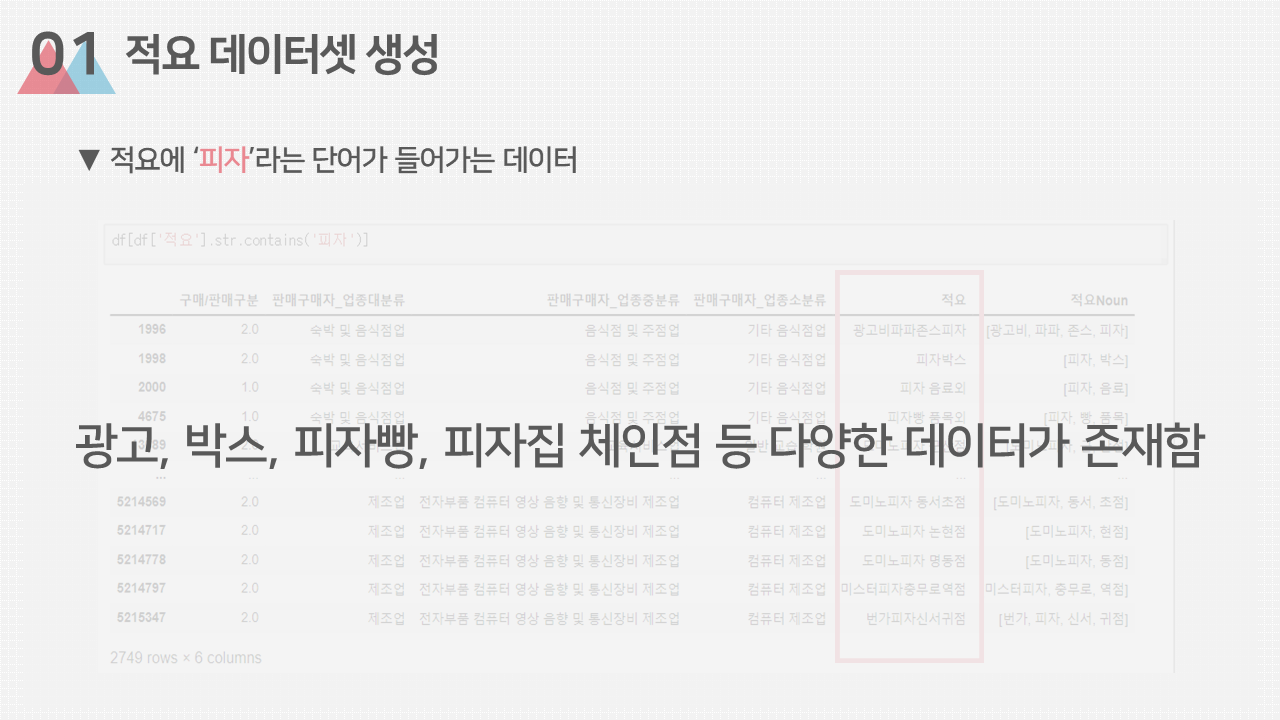 01 적요 데이터셋 생성
▼ 적요에 ‘피자’라는 단어가 들어가는 데이터
df[df['적요'].str.contains('피자')]
구매/판매구분 판매구매자_업종대분류 판매구매자_업종중분류 판매구매자_업종소분류 적요 적요Noun
1996 2.0 숙박 및 음식점업 음식점 및 주점업 기타 음식점업 광고비파파존스피자 [광고비, 파파, 존스, 피자]
1998 2.0 숙박 및 음식점업 음식점 및 주점업 기타 음식점업 피자박스 [피자, 박스]
2000 1.0 숙박 및 음식점업 음식점 및 주점업 기타 음식점업 피자 음료외 [피자, 음료]
4675 1.0 숙박 및 음식점업 음식점 및 주점업 기타 음식점업 피자빵 품목외 [피자, 빵, 품목]
광고, 박스, 피자빵, 피자집 체인점 등 다양한 데이터가 존재함
... ... ... ... ...
5214569 2.0 제조업 전자부품 컴퓨터 영상 음향 및 통신장비 제조업 컴퓨터 제조업 도미노피자 동서초점 [도미노피자, 동서, 초점]
5214717 2.0 제조업 전자부품 컴퓨터 영상 음향 및 통신장비 제조업 컴퓨터 제조업 도미노피자 논현점 [도미노피자, 현점]
5214778 2.0 제조업 전자부품 컴퓨터 영상 음향 및 통신장비 제조업 컴퓨터 제조업 도미노피자 명동점 [도미노피자, 동점]
5214797 2.0 제조업 전자부품 컴퓨터 영상 음향 및 통신장비 제조업 컴퓨터 제조업 미스터피자중무로역점 미스터피자, 중무로, 역점]
5215347 2.0 제조업 전자부품 컴퓨터 영상 음향 및 통신장비 제조업 컴퓨터 제조업 번가피자신서귀점 [번가, 피자, 신서, 귀점]
2749 rows × 6 columns